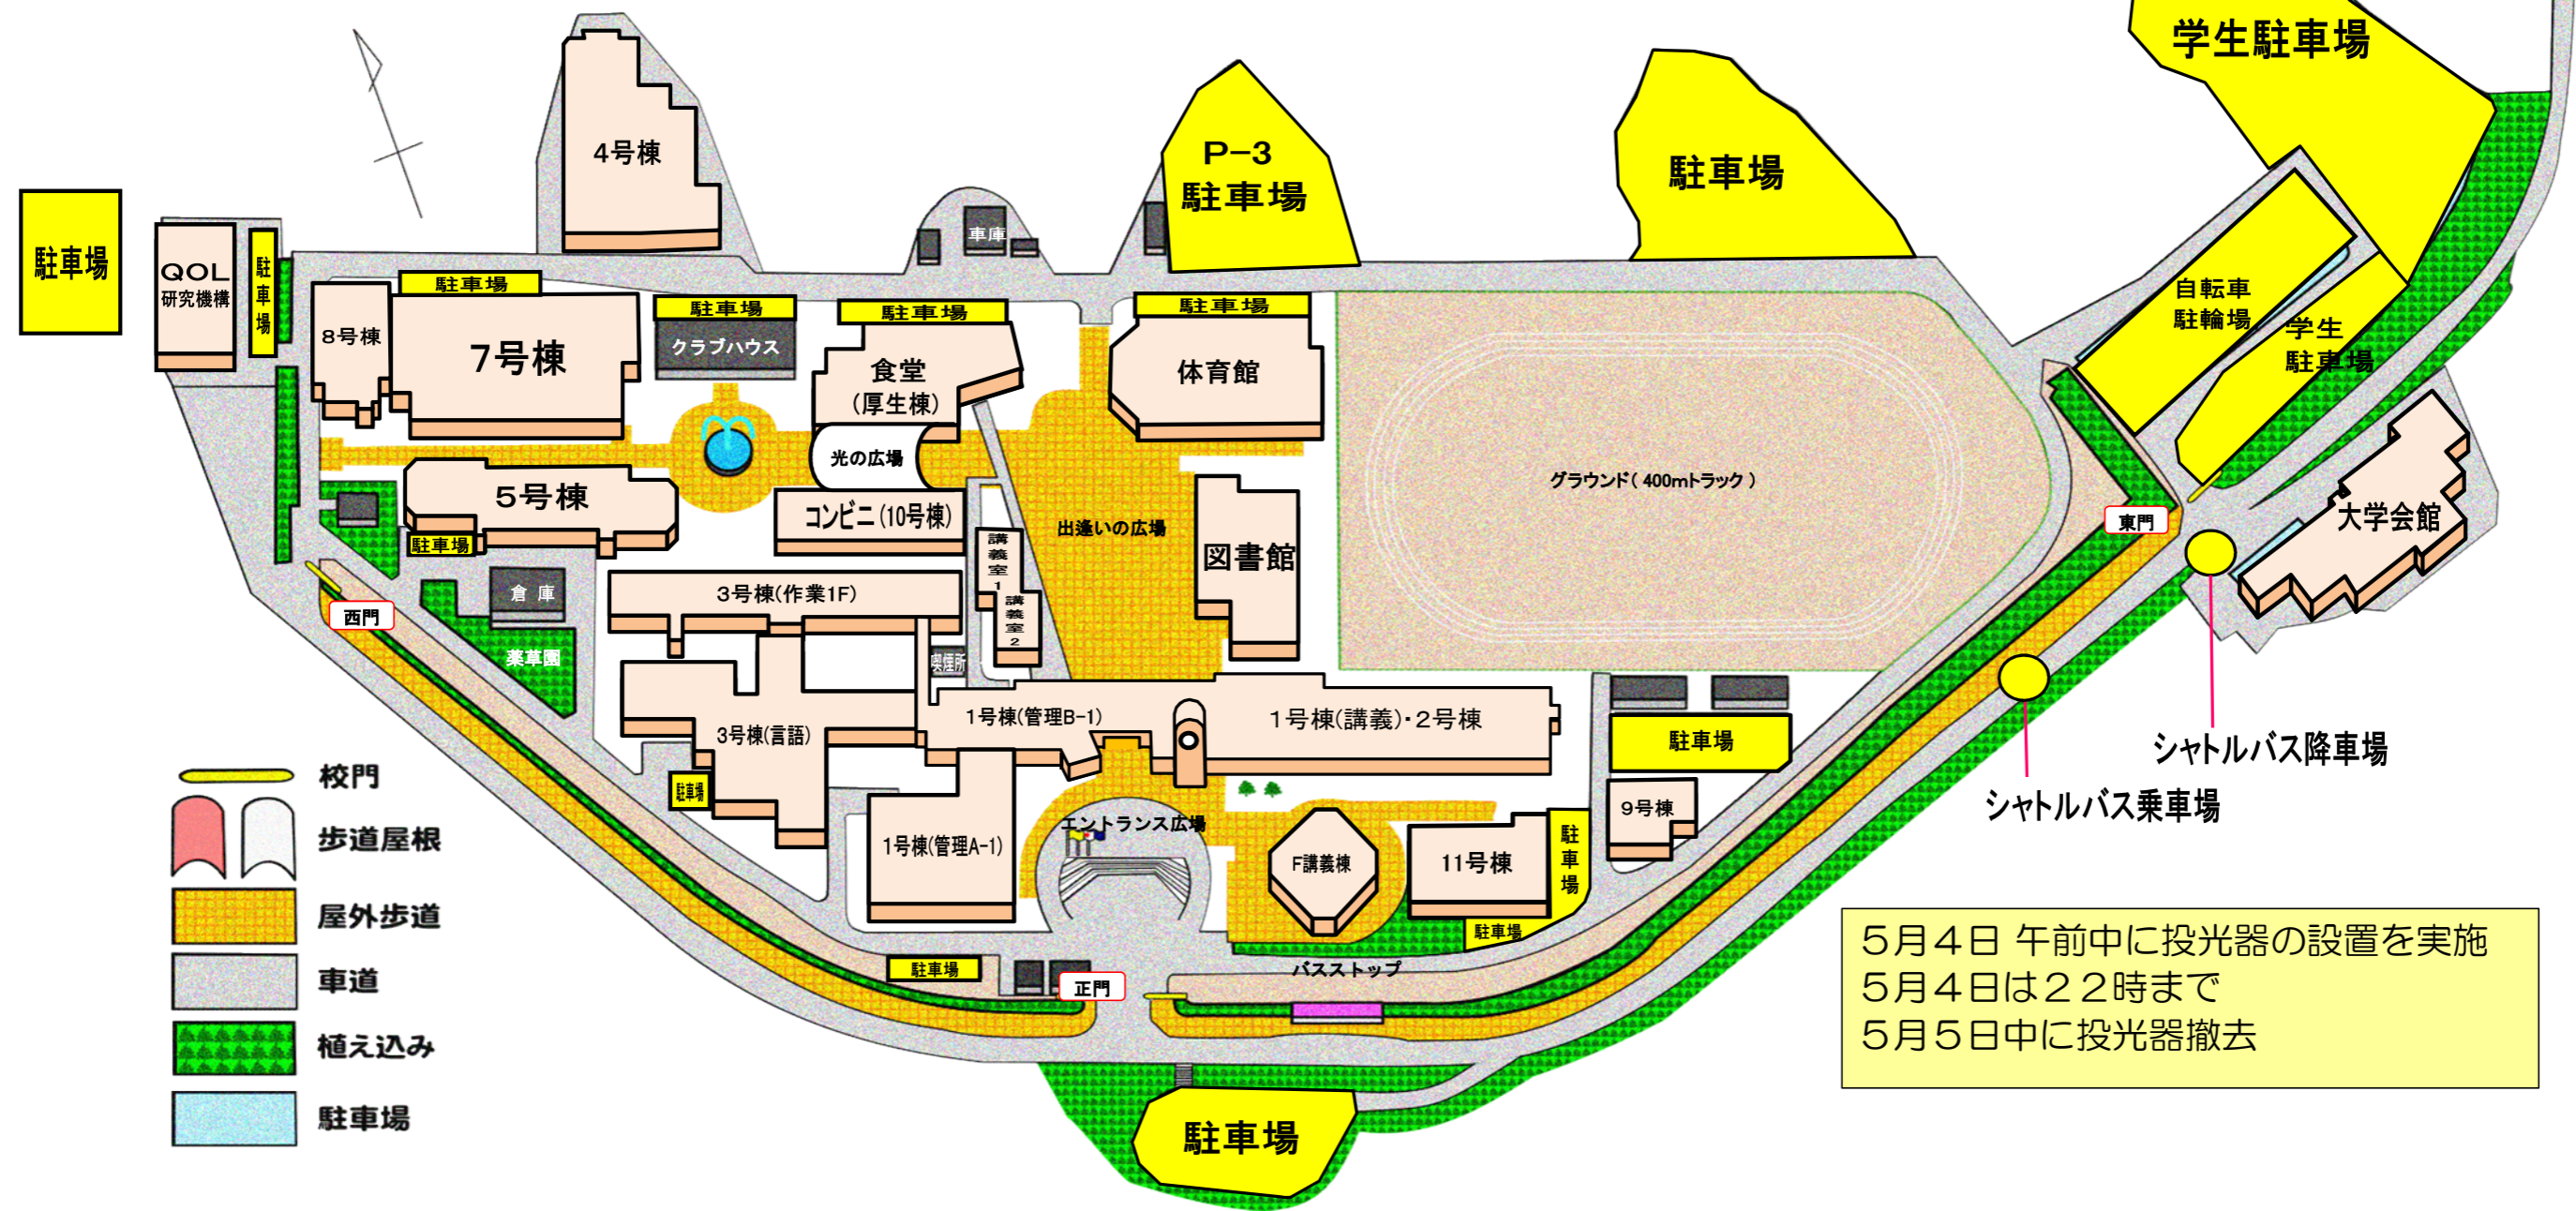 学生駐車場
4号棟
P-3
駐車場
駐車場
駐車場
QOL
研究機構
駐車場
車庫
8号棟
駐車場
7号棟
駐車場
クラブハウス
駐車場
食堂
(厚生棟)
駐車場
体育館
自転車
駐輪場
学生
駐車場
光の広場
グラウンド( 400mトラック )
5号棟
駐車場
コンビニ(10号棟)
出逢いの広場
図書館
東門
大学会館
講義室1
講義室2
倉 庫
3号棟(作業1F)
西門
薬草園
喫煙所
3号棟(言語)
1号棟(管理B-1)
1号棟(講義)・2号棟
駐車場
シャトルバス降車場
シャトルバス乗車場
駐車場
9号棟
エントランス広場
1号棟(管理A-1)
F講義棟
11号棟
駐車場
駐車場
バスストップ
駐車場
正門
駐車場
校門
歩道屋根
屋外歩道
車道
植え込み
駐車場
5月4日 午前中に投光器の設置を実施
5月4日は22時まで
5月5日中に投光器撤去